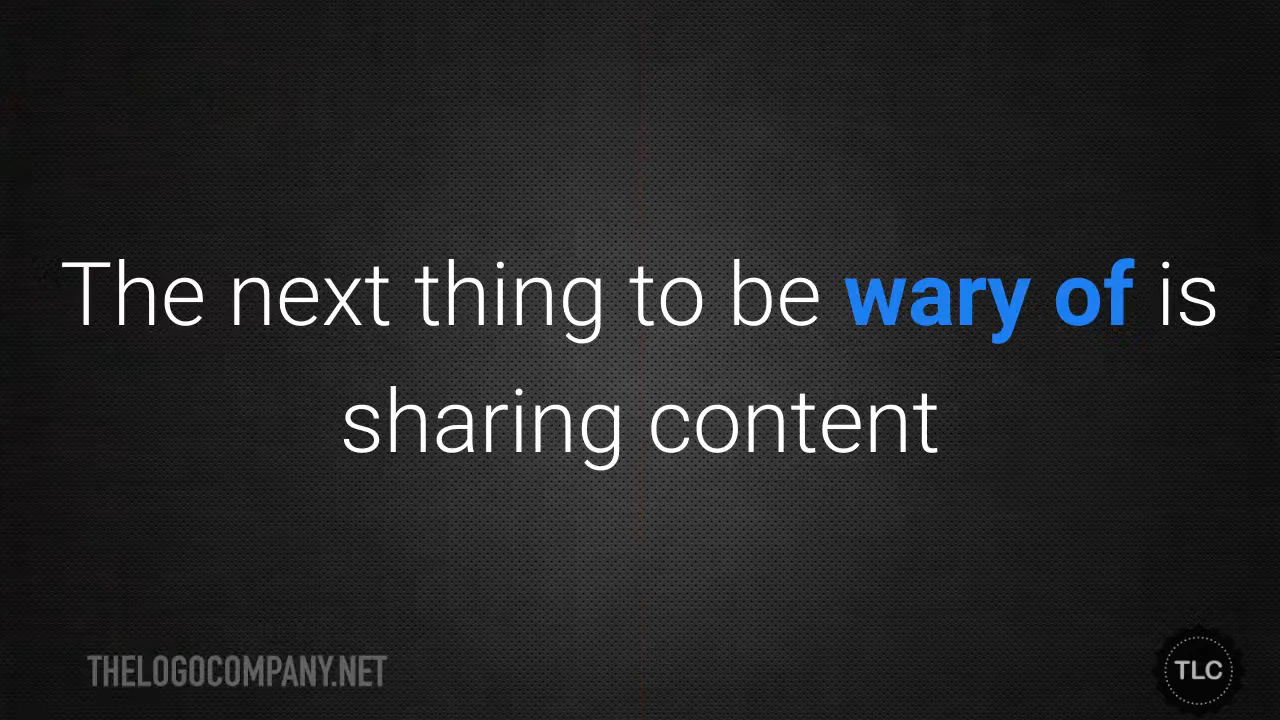 The next thing to be wary of is
sharing content
THELOGOCOMPANY.NET
TLC